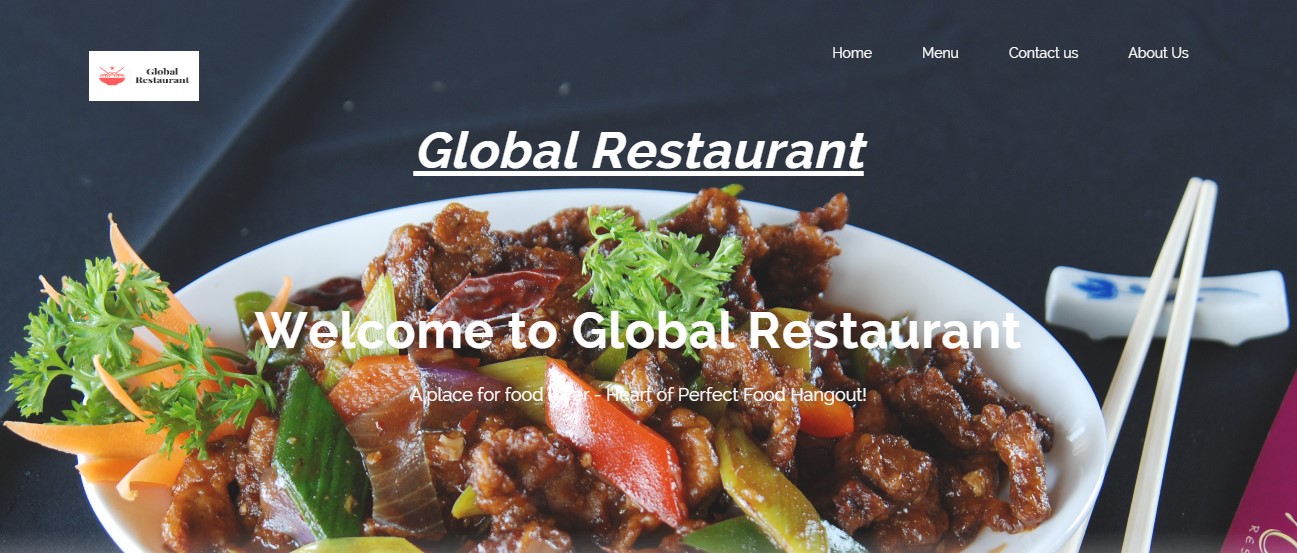 Global
Restaurant
Home Menu Contact us About Us
Global Restaurant
Welcome to Global Restaurant
A place for food lover - Heart of Perfect Food Hangout!